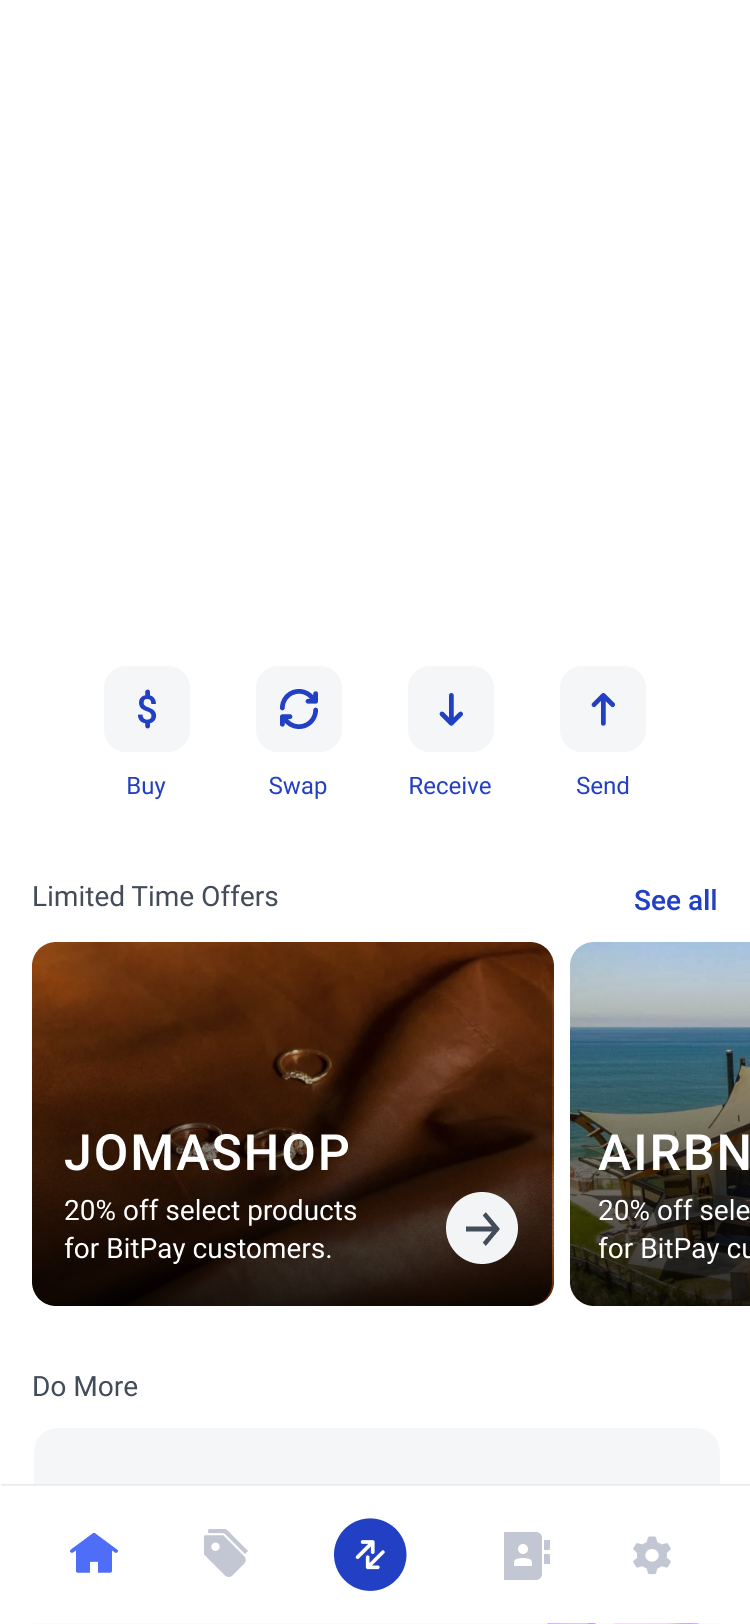 Buy
Swap
Receive
Send
Limited Time Offers
See all
JOMASHOP
20% off select products
for BitPay customers.
AIRBN
20% off sele
for BitPay cu
Do More